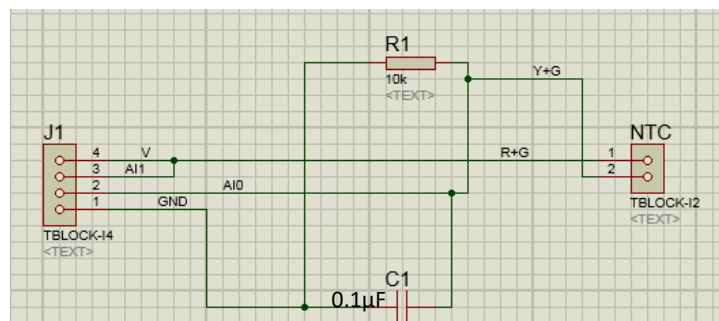 R1
10k
<TEXT>
Y+G
J1
4
V
3
AI1
2
AI0
1
GND
TBLOCK-I4
<TEXT>
R+G
NTC
1
2
TBLOCK-I2
<TEXT>
C1
0.1µF